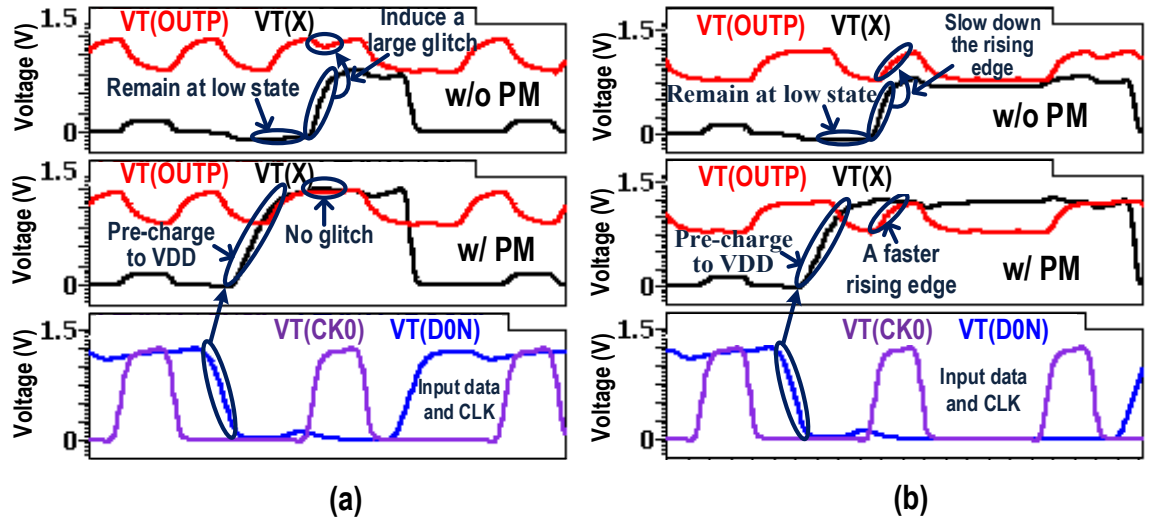 Voltage (V)
1.5
0
VT(OUTP)
VT(X)
Induce a
large glitch
Remain at low state
w/o PM
Voltage (V)
1.5
0
VT(OUTP)
VT(X)
Pre-charge
to VDD
No glitch
w/ PM
Voltage (V)
1.5
0
VT(CK0)
VT(D0N)
Input data
and CLK
(a)
Voltage (V)
1.5
0
VT(OUTP)
VT(X)
Slow down
the rising
edge
Remain at low state
w/o PM
Voltage (V)
1.5
0
VT(OUTP)
VT(X)
Pre-charge
to VDD
A faster
rising edge
w/ PM
Voltage (V)
1.5
0
VT(CK0)
VT(D0N)
Input data
and CLK
(b)